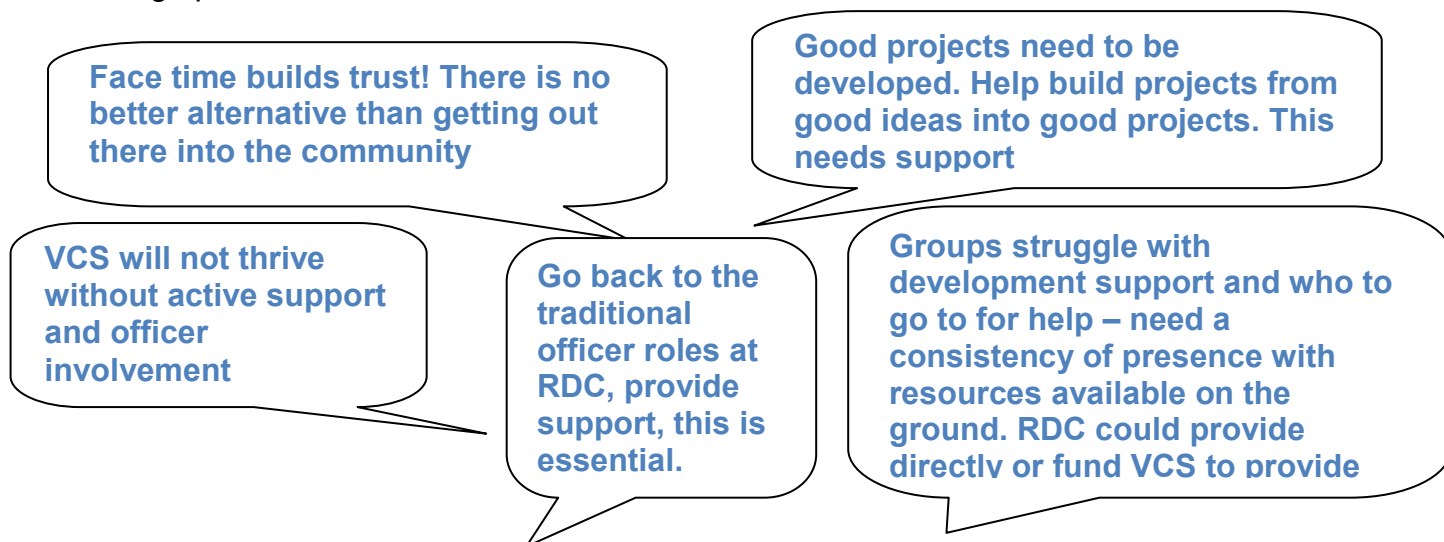 Face time builds trust! There is no
better alternative than getting out
there into the community
Good projects need to be
developed. Help build projects from
good ideas into good projects. This
needs support
VCS will not thrive
without active support
and officer
involvement
Go back to the
traditional
officer roles at
RDC, provide
support, this is
essential.
Groups struggle with
development support and who to
go to for help – need a
consistency of presence with
resources available on the
ground. RDC could provide
directly or fund VCS to provide